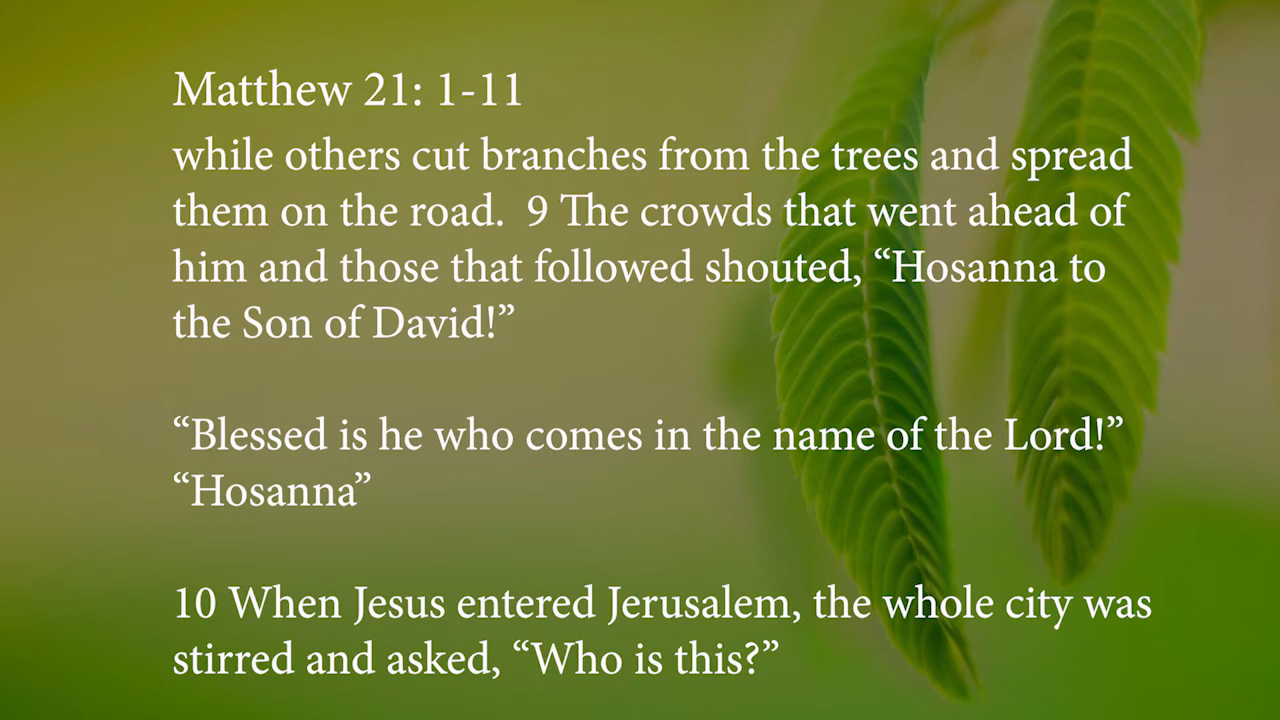 Matthew 21: 1-11
while others cut branches from the trees and spread
them on the road.  9 The crowds that went ahead of
him and those that followed shouted, “Hosanna to
the Son of David!”
“Blessed is he who comes in the name of the Lord!”
“Hosanna”
10 When Jesus entered Jerusalem, the whole city was
stirred and asked, “Who is this?”